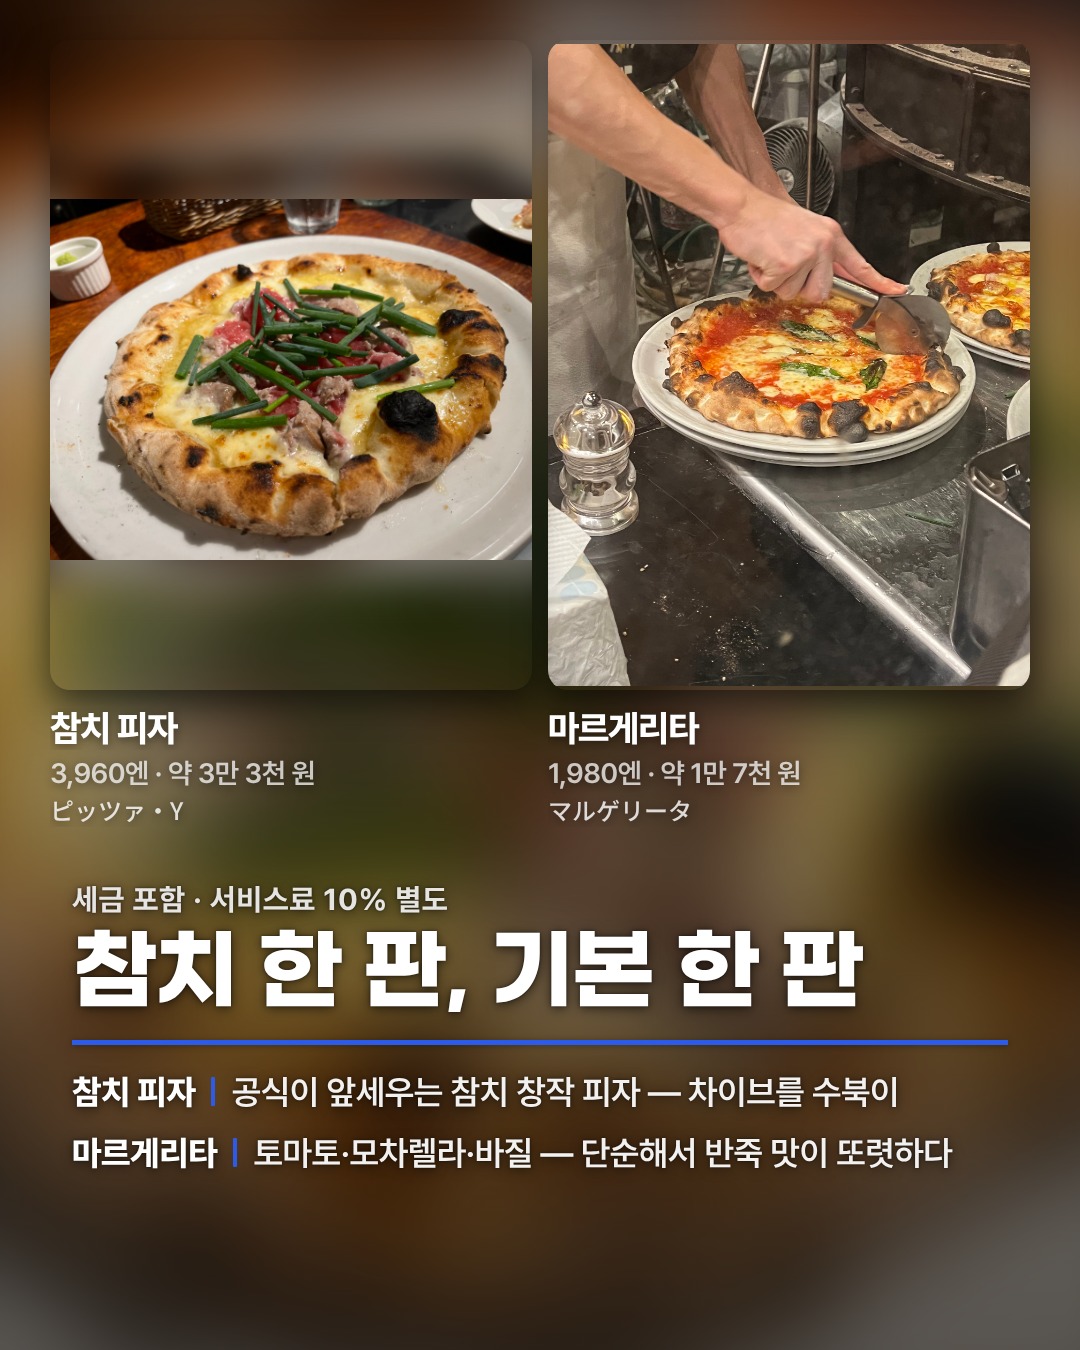 참치 피자
3,960엔 · 약 3만 3천 원
ピッツァ・Y
마르게리타
1,980엔 · 약 1만 7천 원
マルゲリータ
세금 포함 · 서비스료 10% 별도
참치 한 판, 기본 한 판
참치 피자 | 공식이 앞세우는 참치 창작 피자 — 차이브를 수북이
마르게리타 | 토마토·모차렐라·바질 — 단순해서 반죽 맛이 또렷하다